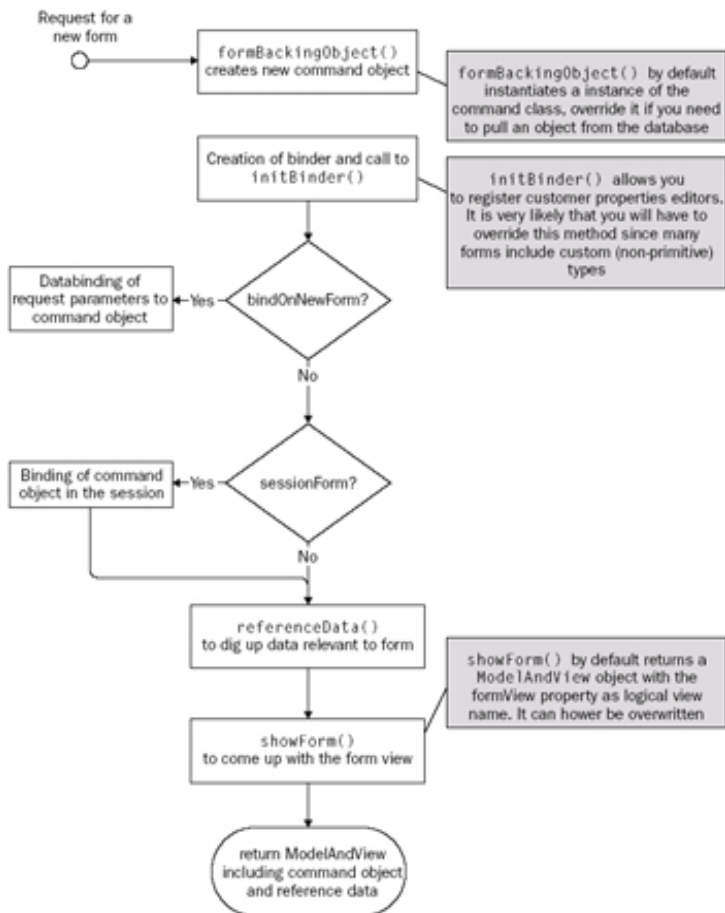 Request for a
new form
formBackingObject()
creates new command object
formBackingObject() by default
instantiates a instance of the
command class, override it if you need
to pull an object from the database
Creation of binder and call to
initBinder()
initBinder() allows you
to register customer properties editors.
It is very likely that you will have to
override this method since many
forms include custom (non-primitive)
types
Databinding of
request parameters to
command object
Yes
bindOnNewForm?
No
Binding of command
object in the session
Yes
sessionForm?
No
referenceData()
to dig up data relevant to form
showForm() by default returns a
ModelAndView object with the
formView property as logical view
name. It can hower be overwritten
showForm()
to come up with the form view
return ModelAndView
including command object
and reference data